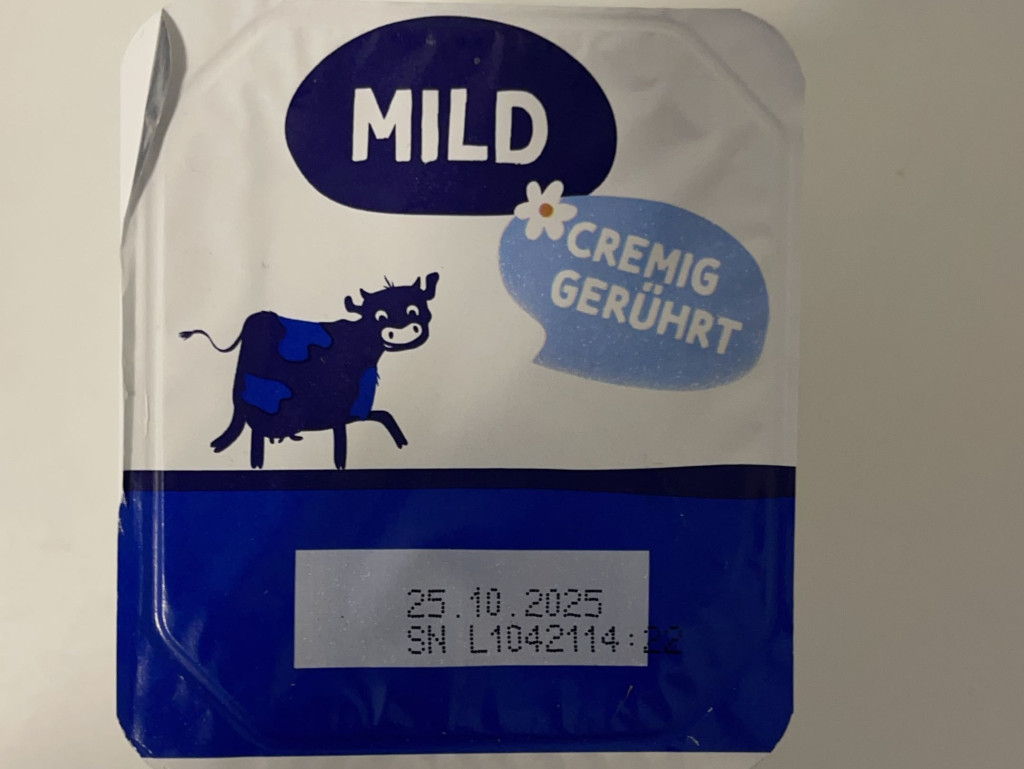 MILD
CREMIG
GERÜHRT
25.10.2025
SN L1042114:22